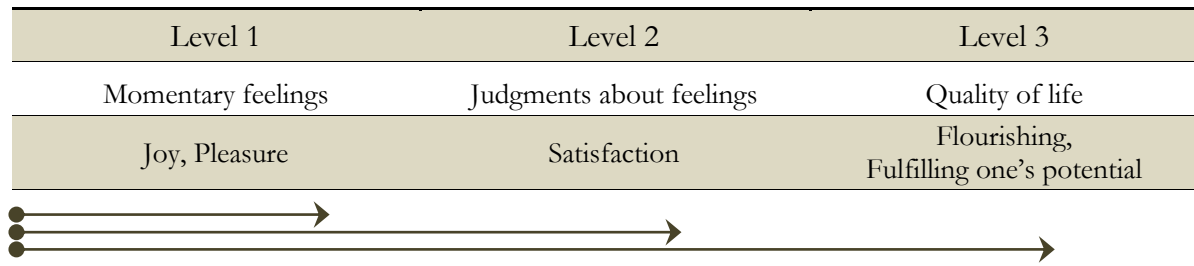 Level 1 Level 2 Level 3
Momentary feelings Judgments about feelings Quality of life
Joy, Pleasure Satisfaction Flourishing,
Fulfilling one’s potential